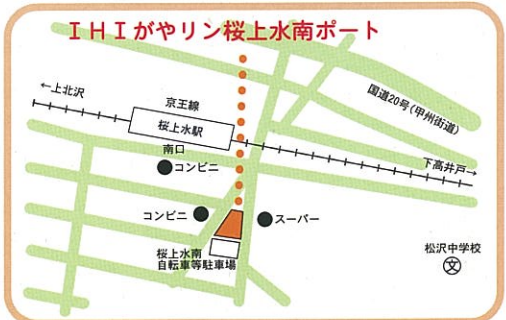 IHIがやリン桜上水南ポート
←上北沢
京王線
国道20号(甲州街道)
桜上水駅
南口
下高井戸→
コンビニ
コンビニ
スーパー
桜上水南
自転車等駐車場
松沢中学校
文